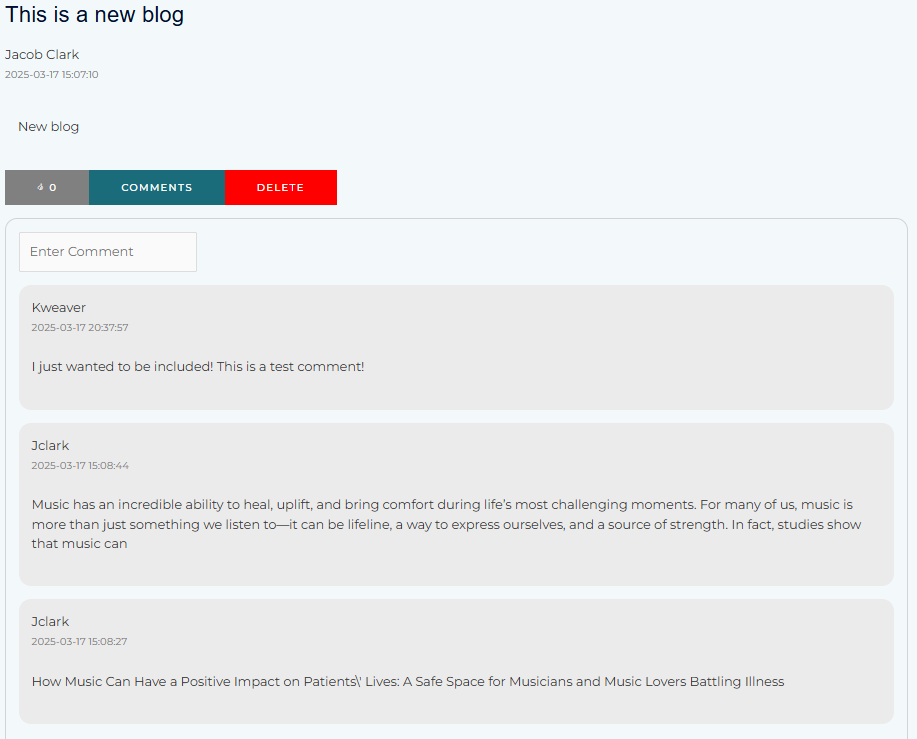 This is a new blog
Jacob Clark
2025-03-17 15:07:10
New blog
0
COMMENTS
DELETE
Enter Comment
Kweaver
2025-03-17 20:37:57
I just wanted to be included! This is a test comment!
Jclark
2025-03-17 15:08:44
Music has an incredible ability to heal, uplift, and bring comfort during life’s most challenging moments. For many of us, music is
more than just something we listen to—it can be lifeline, a way to express ourselves, and a source of strength. In fact, studies show
that music can
Jclark
2025-03-17 15:08:27
How Music Can Have a Positive Impact on Patients\' Lives: A Safe Space for Musicians and Music Lovers Battling Illness